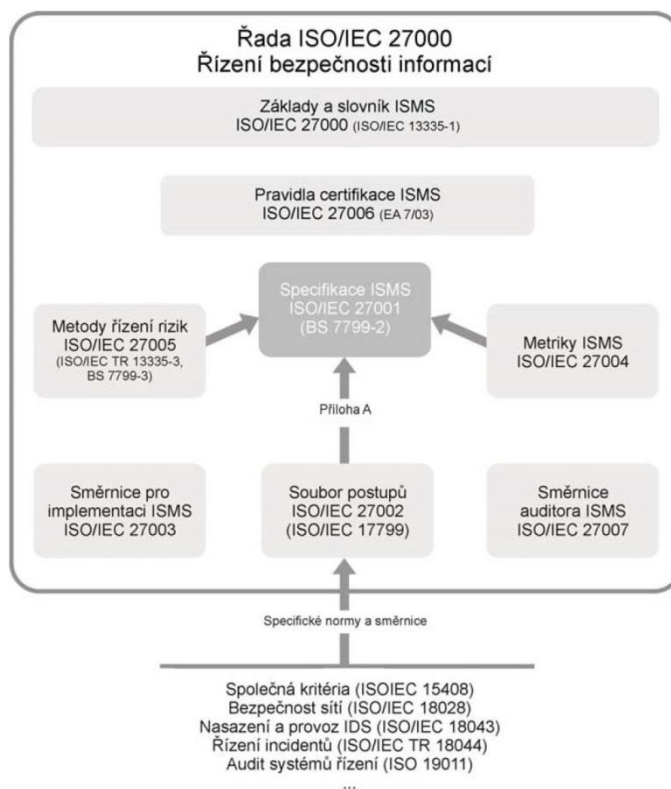 Řada ISO/IEC 27000
Řízení bezpečnosti informací
Základy a slovník ISMS
ISO/IEC 27000 (ISO/IEC 13335-1)
Pravidla certifikace ISMS
ISO/IEC 27006 (EA 7/03)
Specifikace ISMS
ISO/IEC 27001
(BS 7799-2)
Metody řízení rizik
ISO/IEC 27005
(ISO/IEC TR 13335-3,
BS 7799-3)
Metriky ISMS
ISO/IEC 27004
Příloha A
Směrnice pro
implementaci ISMS
ISO/IEC 27003
Soubor postupů
ISO/IEC 27002
(ISO/IEC 17799)
Směrnice
auditora ISMS
ISO/IEC 27007
Specifické normy a směrnice
Společná kritéria (ISOIEC 15408)
Bezpečnost sítí (ISO/IEC 18028)
Nasazení a provoz IDS (ISO/IEC 18043)
Řízení incidentů (ISO/IEC TR 18044)
Audit systémů řízení (ISO 19011)
...